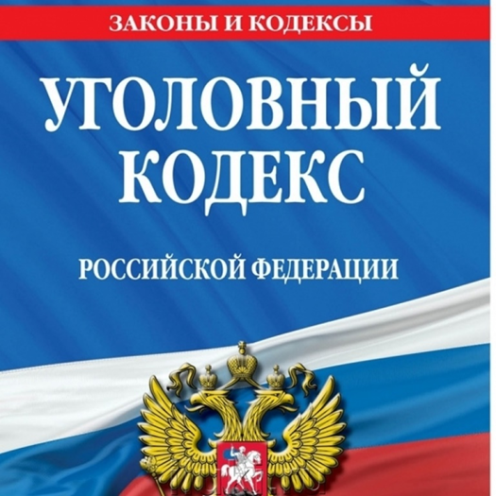 ЗАКОНЫ И КОДЕКСЫ
УГОЛОВНЫЙ
КОДЕКС
РОССИЙСКОЙ ФЕДЕРАЦИИ